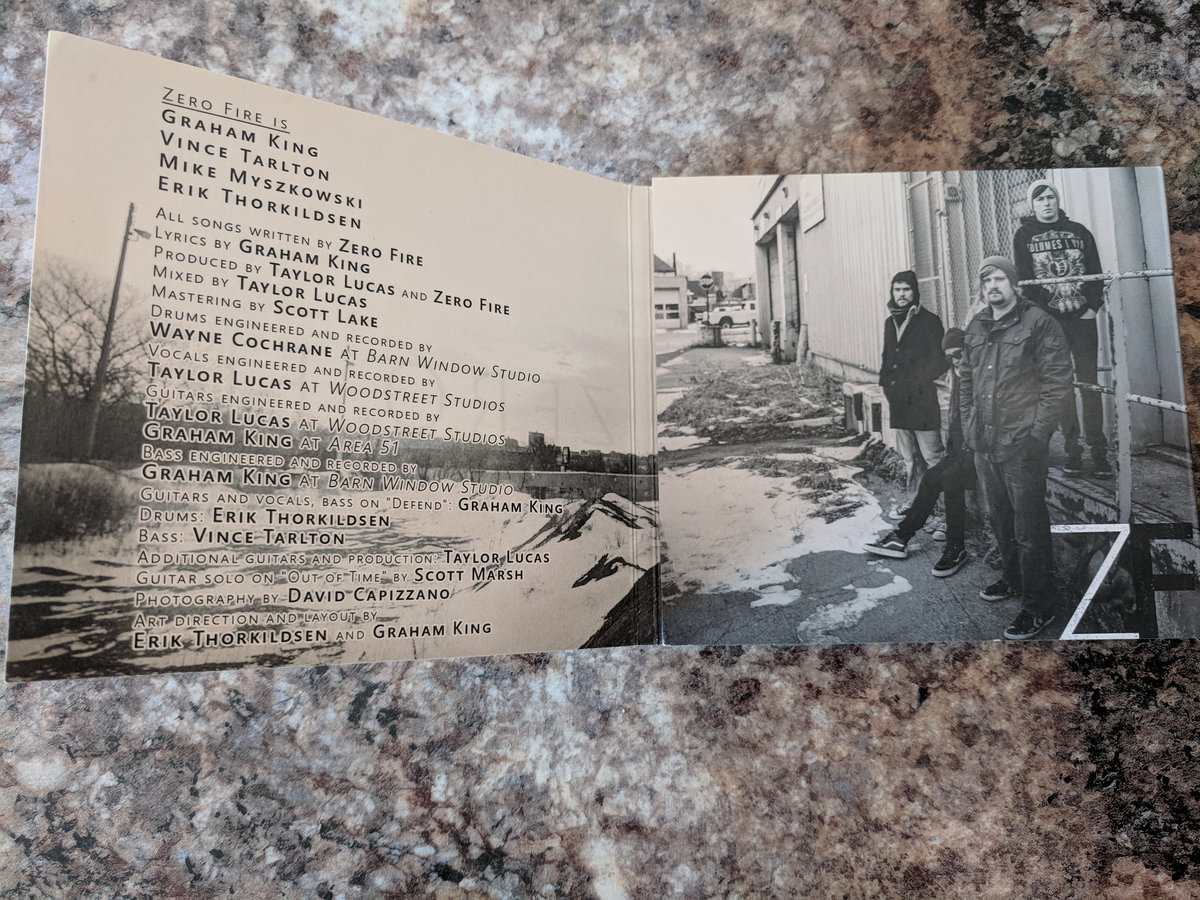 Zero Fire is
Graham King
Vince Tarlton
Mike Myszkowski
Erik Thorkildsen
All songs written by Zero Fire
Lyrics by Graham King
Produced by Taylor Lucas and Zero Fire
Mixed by Taylor Lucas
Mastering by Scott Lake
Drums engineered and recorded by
Wayne Cochrane at Barn Window Studio
Vocals engineered and recorded by
Taylor Lucas at Woodstreet Studios
Guitars engineered and recorded by
Taylor Lucas at Woodstreet Studios
Graham King at Area 51
Bass engineered and recorded by
Graham King at Barn Window Studio
Guitars and vocals, bass on "Defend": Graham King
Drums: Erik Thorkildsen
Bass: Vince Tarlton
Additional guitars and production: Taylor Lucas
Guitar solo on "Out of Time" by Scott Marsh
Photography by David Capizzano
Art direction and layout by
Erik Thorkildsen and Graham King
ZF